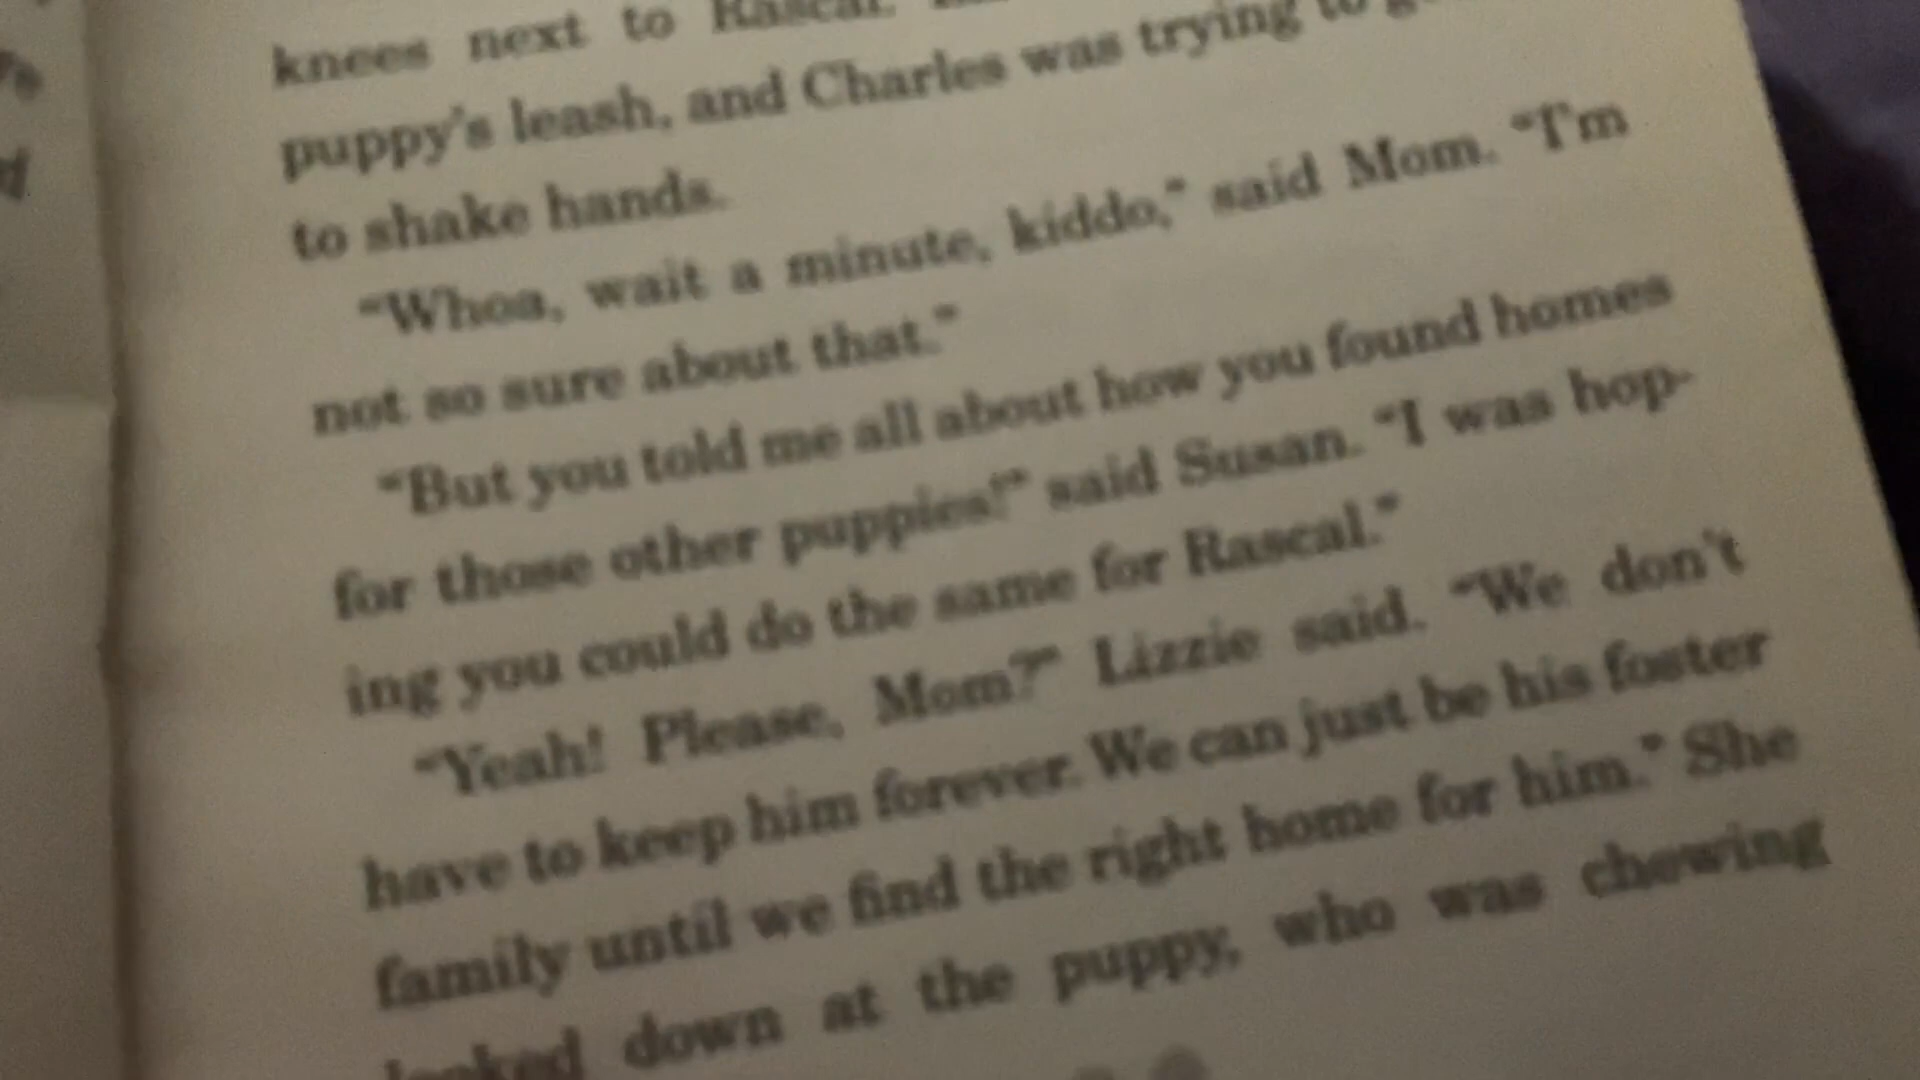 knees next to Rascal.
puppy's leash, and Charles was trying to
to shake hands.
"Whoa, wait a minute, kiddo," said Mom. "I'm
not so sure about that."
"But you told me all about how you found homes
for those other puppies!" said Susan. "I was hop-
ing you could do the same for Rascal."
"Yeah! Please, Mom?" Lizzie said. "We don't
have to keep him forever. We can just be his foster
family until we find the right home for him." She
looked down at the puppy, who was chewing